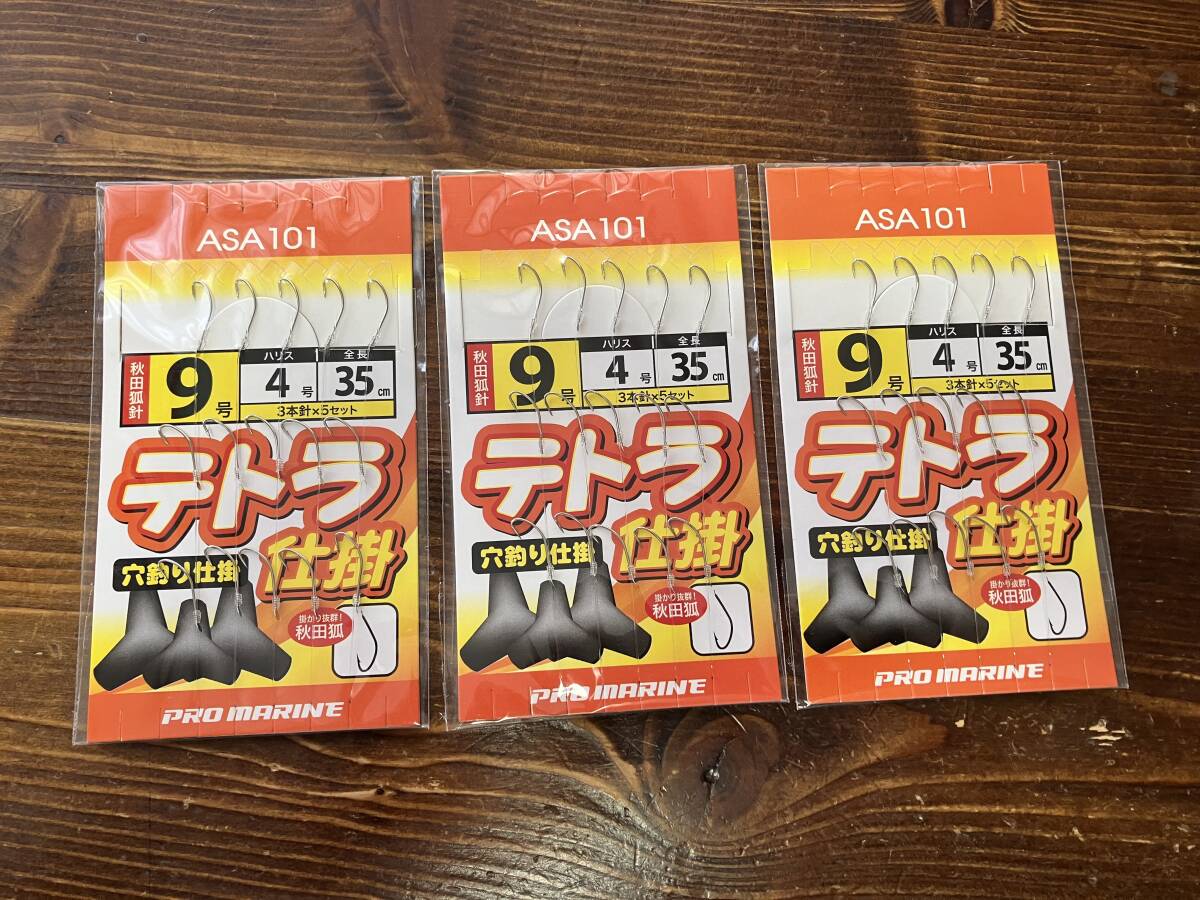 ASA101
秋田狐針
9号
ハリス
4号
全長
35cm
3本針×5セット
テトラ
仕掛
穴釣り仕掛
掛かり抜群!
秋田狐
PRO MARINE
ASA101
秋田狐針
9号
ハリス
4号
全長
35cm
3本針×5セット
テトラ
仕掛
穴釣り仕掛
掛かり抜群!
秋田狐
PRO MARINE
ASA101
秋田狐針
9号
ハリス
4号
全長
35cm
3本針×5セット
テトラ
仕掛
穴釣り仕掛
掛かり抜群!
秋田狐
PRO MARINE